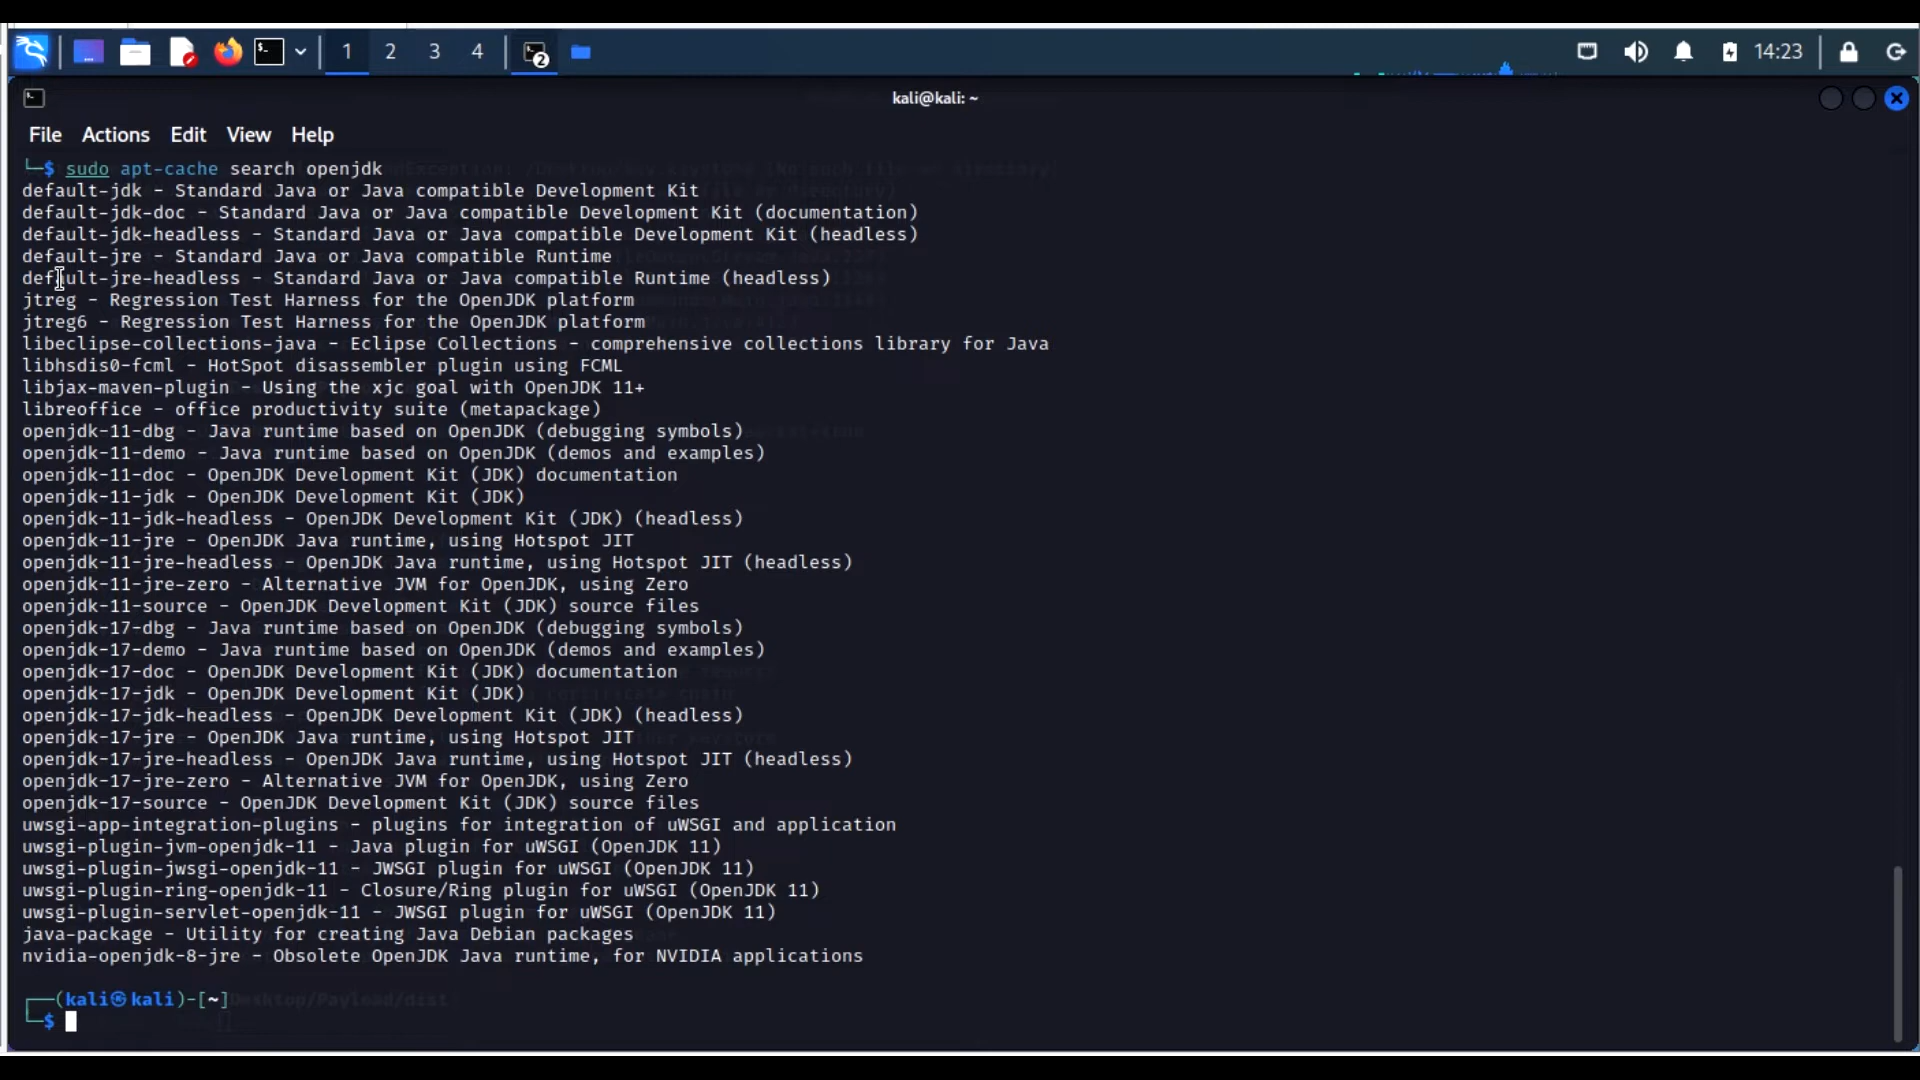 1 2 3 4 2 14:23
kali@kali: ~
File Actions Edit View Help
└─$ sudo apt-cache search openjdk
default-jdk - Standard Java or Java compatible Development Kit
default-jdk-doc - Standard Java or Java compatible Development Kit (documentation)
default-jdk-headless - Standard Java or Java compatible Development Kit (headless)
default-jre - Standard Java or Java compatible Runtime
default-jre-headless - Standard Java or Java compatible Runtime (headless)
jtreg - Regression Test Harness for the OpenJDK platform
jtreg6 - Regression Test Harness for the OpenJDK platform
libeclipse-collections-java - Eclipse Collections - comprehensive collections library for Java
libhsdis0-fcml - HotSpot disassembler plugin using FCML
libjax-maven-plugin - Using the xjc goal with OpenJDK 11+
libreoffice - office productivity suite (metapackage)
openjdk-11-dbg - Java runtime based on OpenJDK (debugging symbols)
openjdk-11-demo - Java runtime based on OpenJDK (demos and examples)
openjdk-11-doc - OpenJDK Development Kit (JDK) documentation
openjdk-11-jdk - OpenJDK Development Kit (JDK)
openjdk-11-jdk-headless - OpenJDK Development Kit (JDK) (headless)
openjdk-11-jre - OpenJDK Java runtime, using Hotspot JIT
openjdk-11-jre-headless - OpenJDK Java runtime, using Hotspot JIT (headless)
openjdk-11-jre-zero - Alternative JVM for OpenJDK, using Zero
openjdk-11-source - OpenJDK Development Kit (JDK) source files
openjdk-17-dbg - Java runtime based on OpenJDK (debugging symbols)
openjdk-17-demo - Java runtime based on OpenJDK (demos and examples)
openjdk-17-doc - OpenJDK Development Kit (JDK) documentation
openjdk-17-jdk - OpenJDK Development Kit (JDK)
openjdk-17-jdk-headless - OpenJDK Development Kit (JDK) (headless)
openjdk-17-jre - OpenJDK Java runtime, using Hotspot JIT
openjdk-17-jre-headless - OpenJDK Java runtime, using Hotspot JIT (headless)
openjdk-17-jre-zero - Alternative JVM for OpenJDK, using Zero
openjdk-17-source - OpenJDK Development Kit (JDK) source files
uwsgi-app-integration-plugins - plugins for integration of uWSGI and application
uwsgi-plugin-jvm-openjdk-11 - Java plugin for uWSGI (OpenJDK 11)
uwsgi-plugin-jwsgi-openjdk-11 - JWSGI plugin for uWSGI (OpenJDK 11)
uwsgi-plugin-ring-openjdk-11 - Closure/Ring plugin for uWSGI (OpenJDK 11)
uwsgi-plugin-servlet-openjdk-11 - JWSGI plugin for uWSGI (OpenJDK 11)
java-package - Utility for creating Java Debian packages
nvidia-openjdk-8-jre - Obsolete OpenJDK Java runtime, for NVIDIA applications
┌──(kali㉿kali)-[~]
└─$